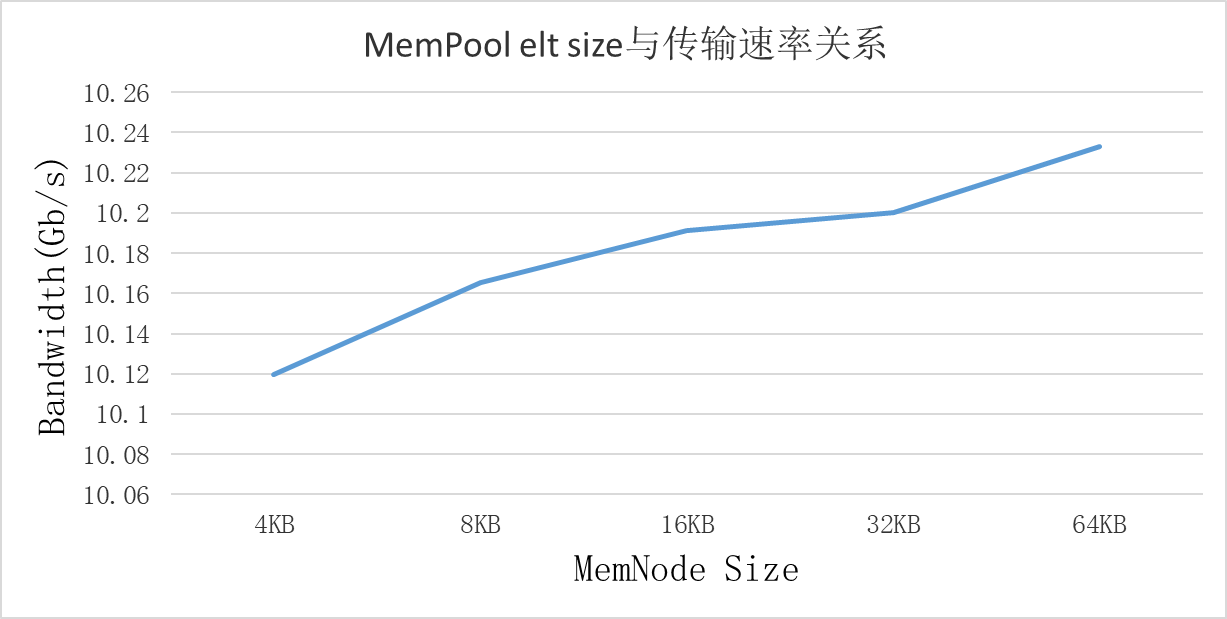 MemPool elt size与传输速率关系
10.26
10.24
10.22
10.2
10.18
10.16
10.14
10.12
10.1
10.08
10.06
Bandwidth(Gb/s)
4KB 8KB 16KB 32KB 64KB
MemNode Size